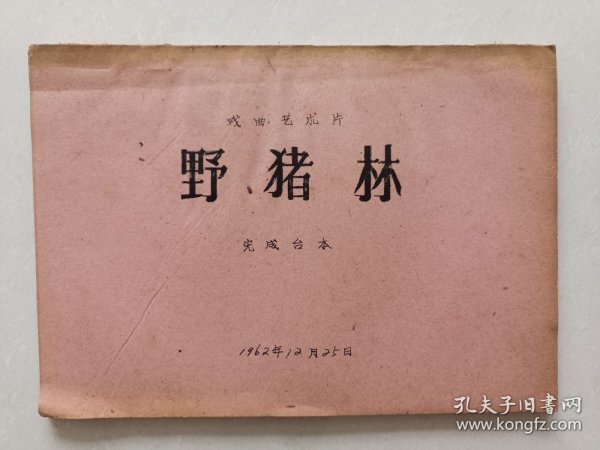 戏曲艺术片
野猪林
完成台本
1962年12月25日
孔夫子旧書网
www.kongfz.com